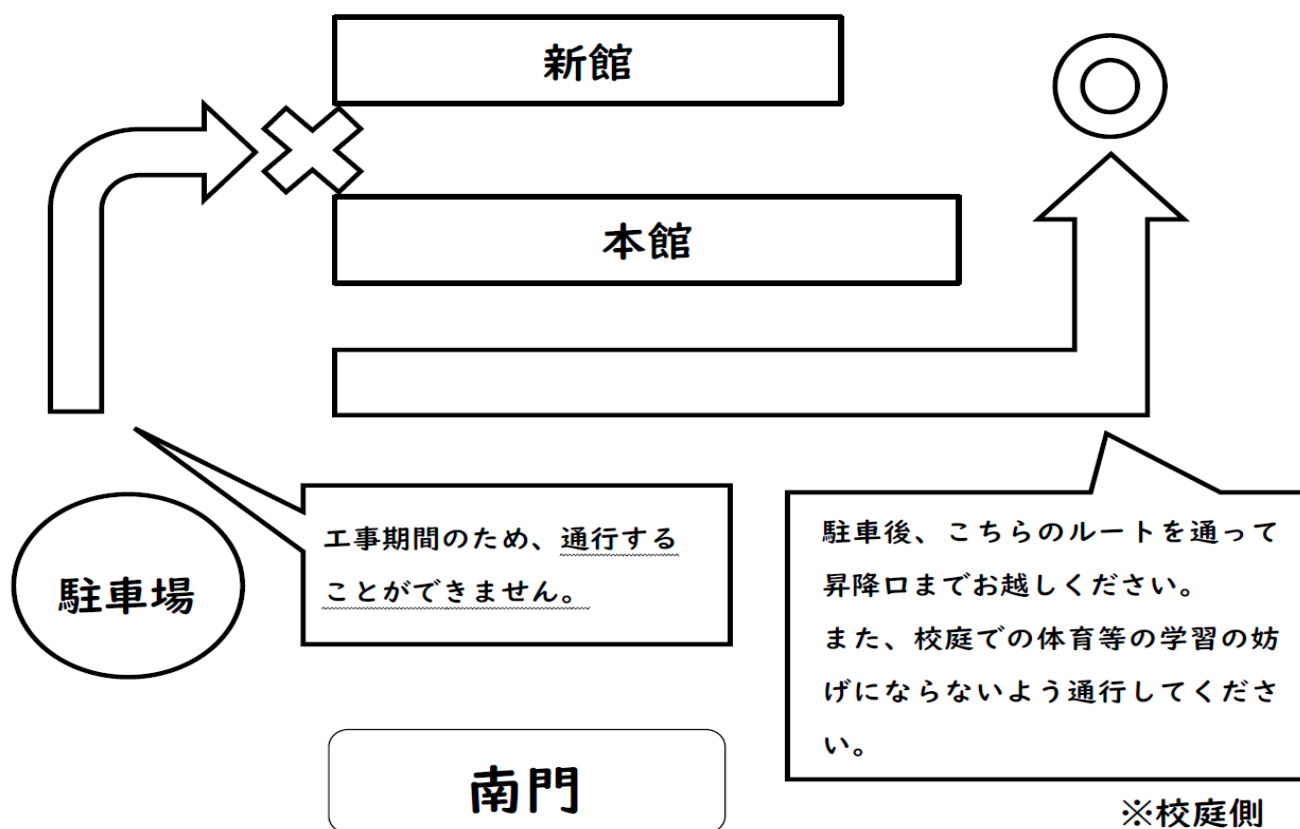 新館
本館
工事期間のため、通行する
ことができません。
駐車場
駐車後、こちらのルートを通って
昇降口までお越しください。
また、校庭での体育等の学習の妨
げにならないよう通行してくださ
い。
南門
※校庭側